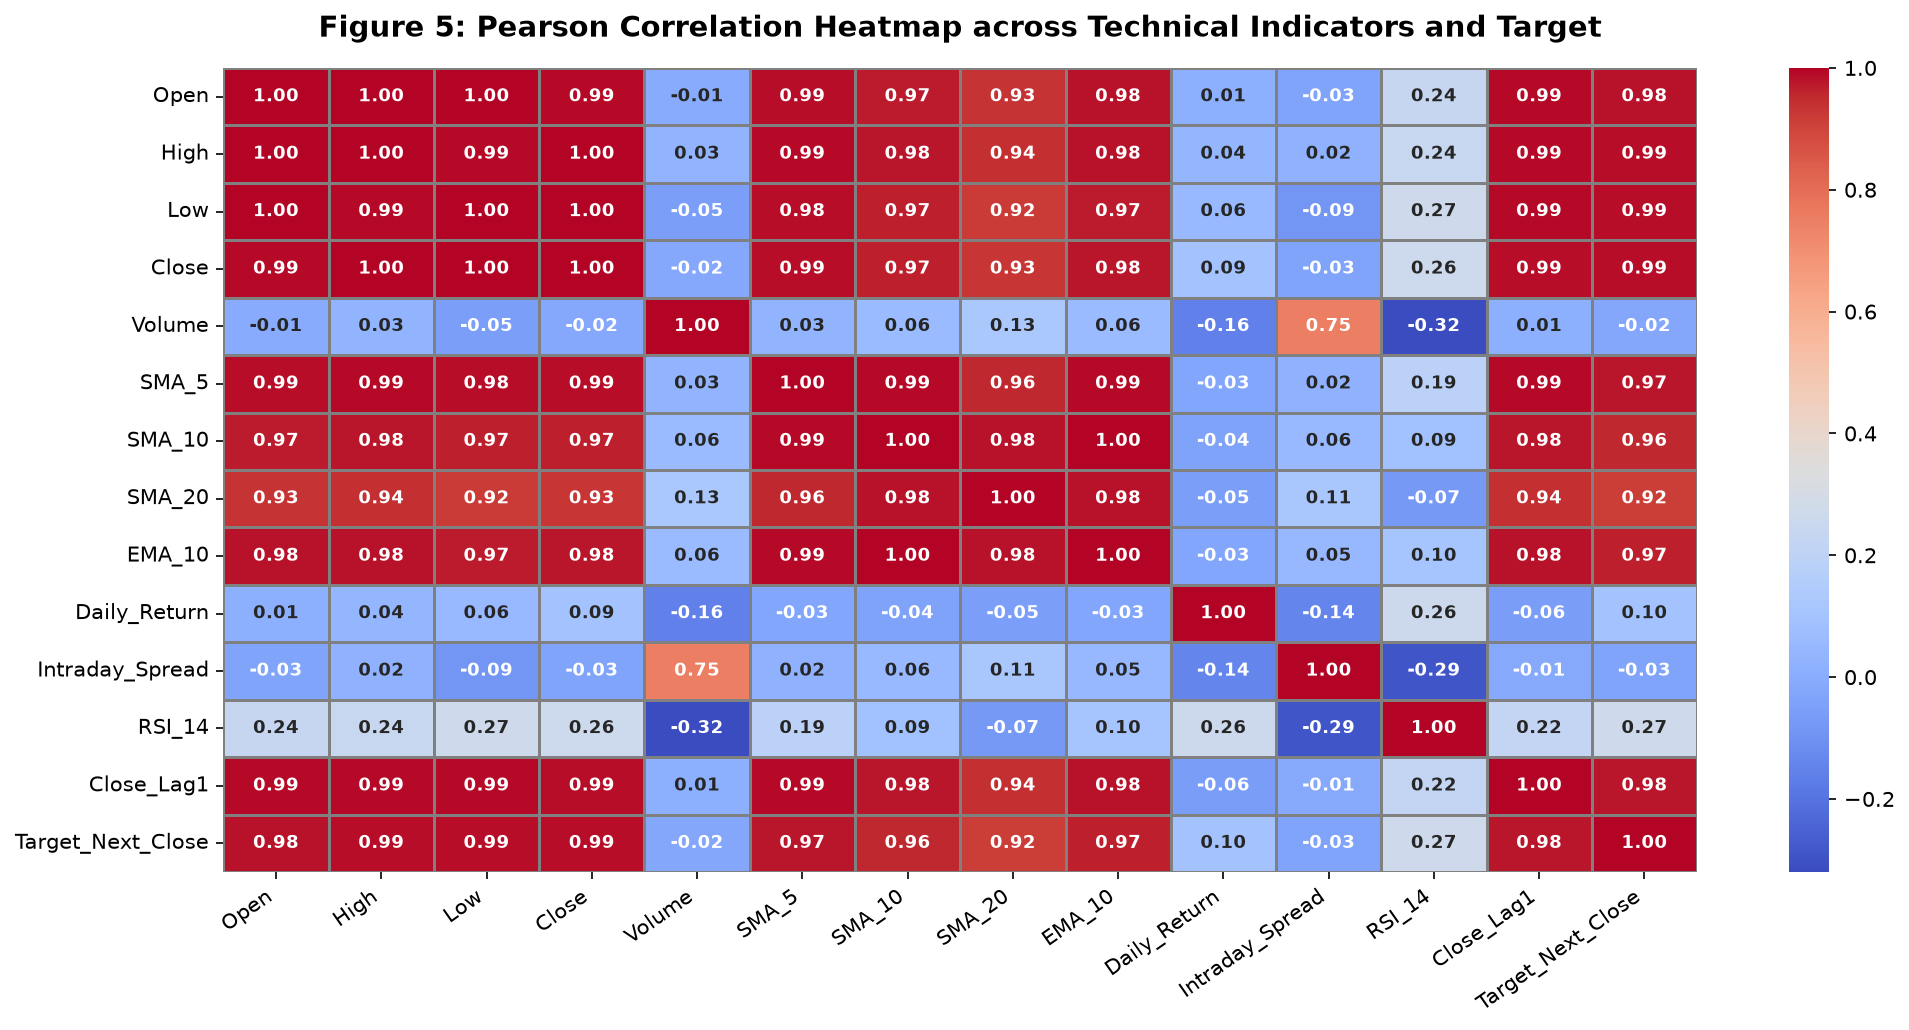 Figure 5: Pearson Correlation Heatmap across Technical Indicators and Target
Open 1.00 1.00 1.00 0.99 -0.01 0.99 0.97 0.93 0.98 0.01 -0.03 0.24 0.99 0.98
High 1.00 1.00 0.99 1.00 0.03 0.99 0.98 0.94 0.98 0.04 0.02 0.24 0.99 0.99
Low 1.00 0.99 1.00 1.00 -0.05 0.98 0.97 0.92 0.97 0.06 -0.09 0.27 0.99 0.99
Close 0.99 1.00 1.00 1.00 -0.02 0.99 0.97 0.93 0.98 0.09 -0.03 0.26 0.99 0.99
Volume -0.01 0.03 -0.05 -0.02 1.00 0.03 0.06 0.13 0.06 -0.16 0.75 -0.32 0.01 -0.02
SMA_5 0.99 0.99 0.98 0.99 0.03 1.00 0.99 0.96 0.99 -0.03 0.02 0.19 0.99 0.97
SMA_10 0.97 0.98 0.97 0.97 0.06 0.99 1.00 0.98 1.00 -0.04 0.06 0.09 0.98 0.96
SMA_20 0.93 0.94 0.92 0.93 0.13 0.96 0.98 1.00 0.98 -0.05 0.11 -0.07 0.94 0.92
EMA_10 0.98 0.98 0.97 0.98 0.06 0.99 1.00 0.98 1.00 -0.03 0.05 0.10 0.98 0.97
Daily_Return 0.01 0.04 0.06 0.09 -0.16 -0.03 -0.04 -0.05 -0.03 1.00 -0.14 0.26 -0.06 0.10
Intraday_Spread -0.03 0.02 -0.09 -0.03 0.75 0.02 0.06 0.11 0.05 -0.14 1.00 -0.29 -0.01 -0.03
RSI_14 0.24 0.24 0.27 0.26 -0.32 0.19 0.09 -0.07 0.10 0.26 -0.29 1.00 0.22 0.27
Close_Lag1 0.99 0.99 0.99 0.99 0.01 0.99 0.98 0.94 0.98 -0.06 -0.01 0.22 1.00 0.98
Target_Next_Close 0.98 0.99 0.99 0.99 -0.02 0.97 0.96 0.92 0.97 0.10 -0.03 0.27 0.98 1.00
Open High Low Close Volume SMA_5 SMA_10 SMA_20 EMA_10 Daily_Return Intraday_Spread RSI_14 Close_Lag1 Target_Next_Close
1.0
0.8
0.6
0.4
0.2
0.0
−0.2